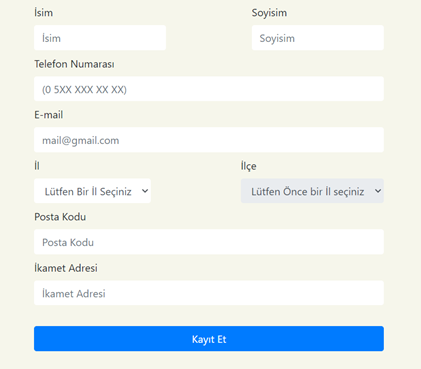 İsim Soyisim
İsim Soyisim
Telefon Numarası
(0 5XX XXX XX XX)
E-mail
mail@gmail.com
İl İlçe
Lütfen Bir İl Seçiniz Lütfen Önce bir İl seçiniz
Posta Kodu
Posta Kodu
İkamet Adresi
İkamet Adresi
Kayıt Et